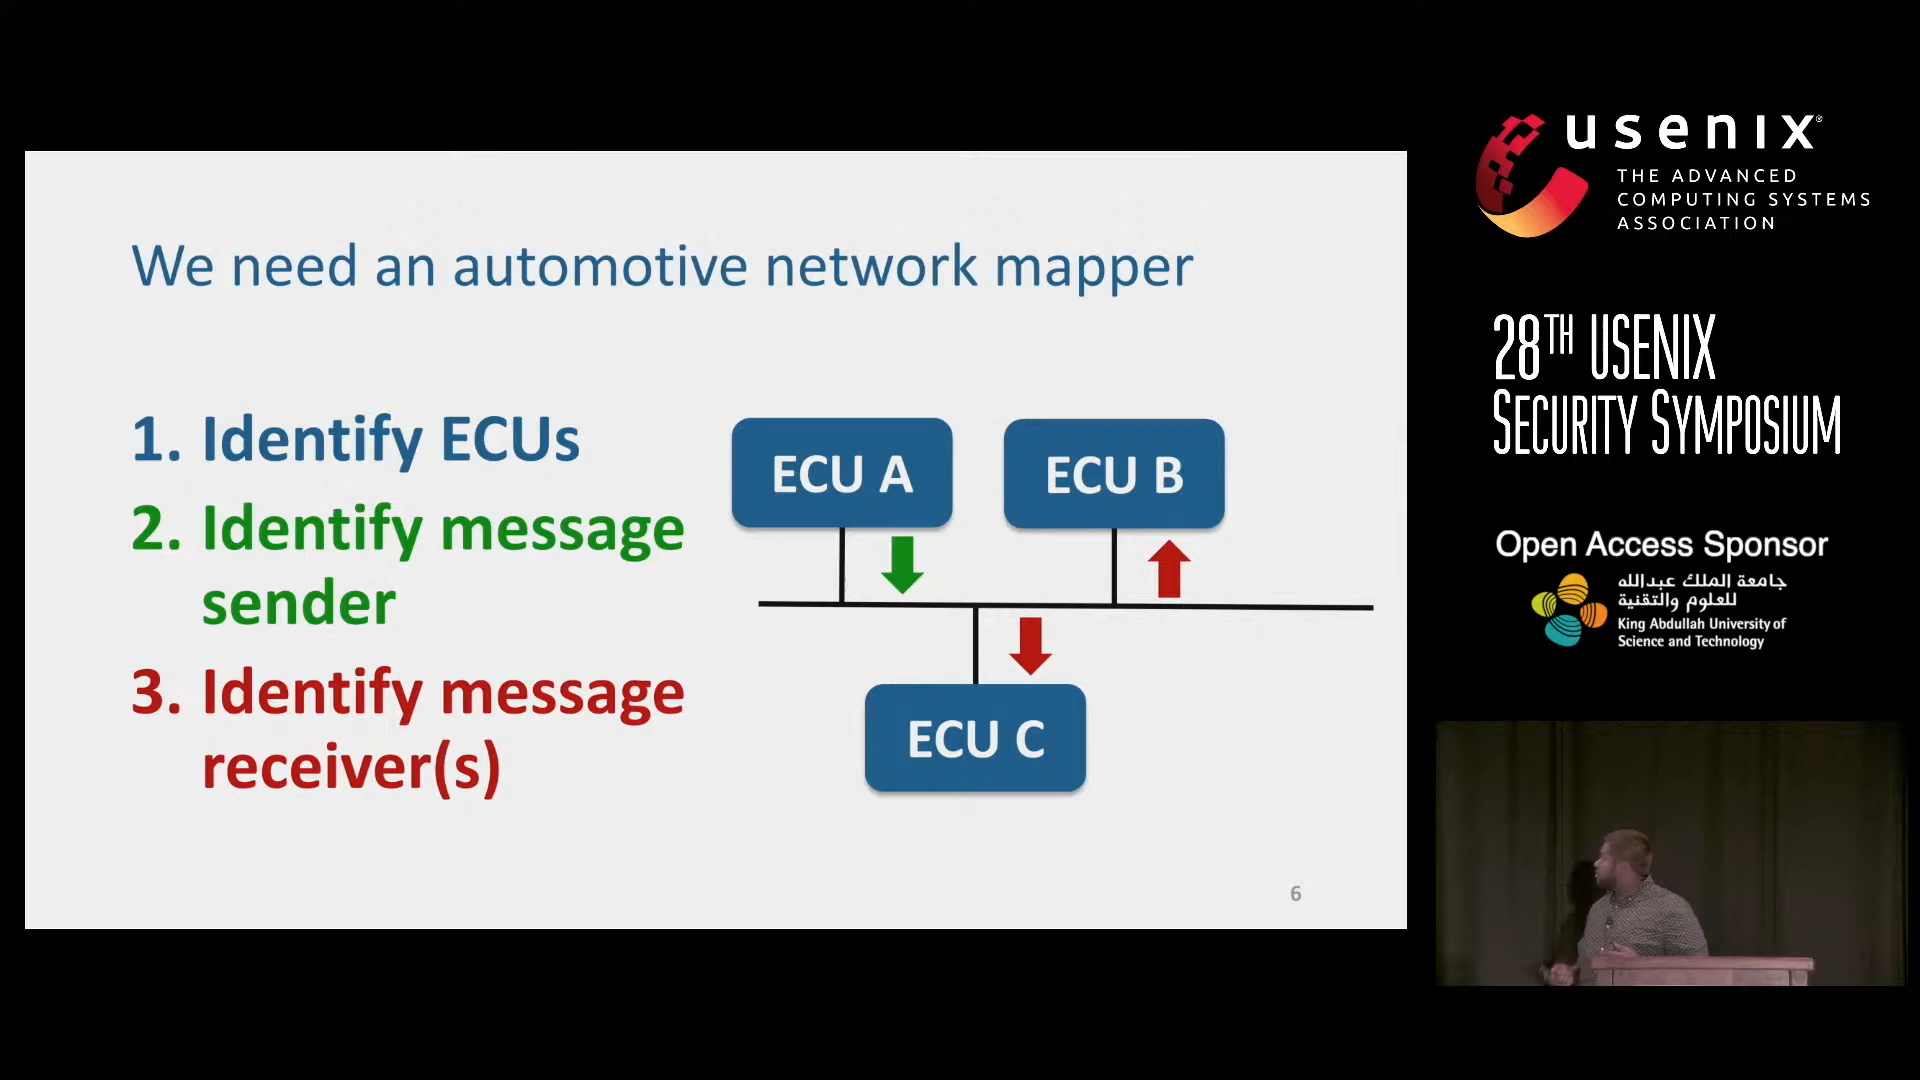 We need an automotive network mapper
1. Identify ECUs
2. Identify message
sender
3. Identify message
receiver(s)
ECU A
ECU B
ECU C
6
usenix®
THE ADVANCED
COMPUTING SYSTEMS
ASSOCIATION
28TH USENIX
SECURITY SYMPOSIUM
Open Access Sponsor
جامعة الملك عبدالله
للعلوم والتقنية
King Abdullah University of
Science and Technology